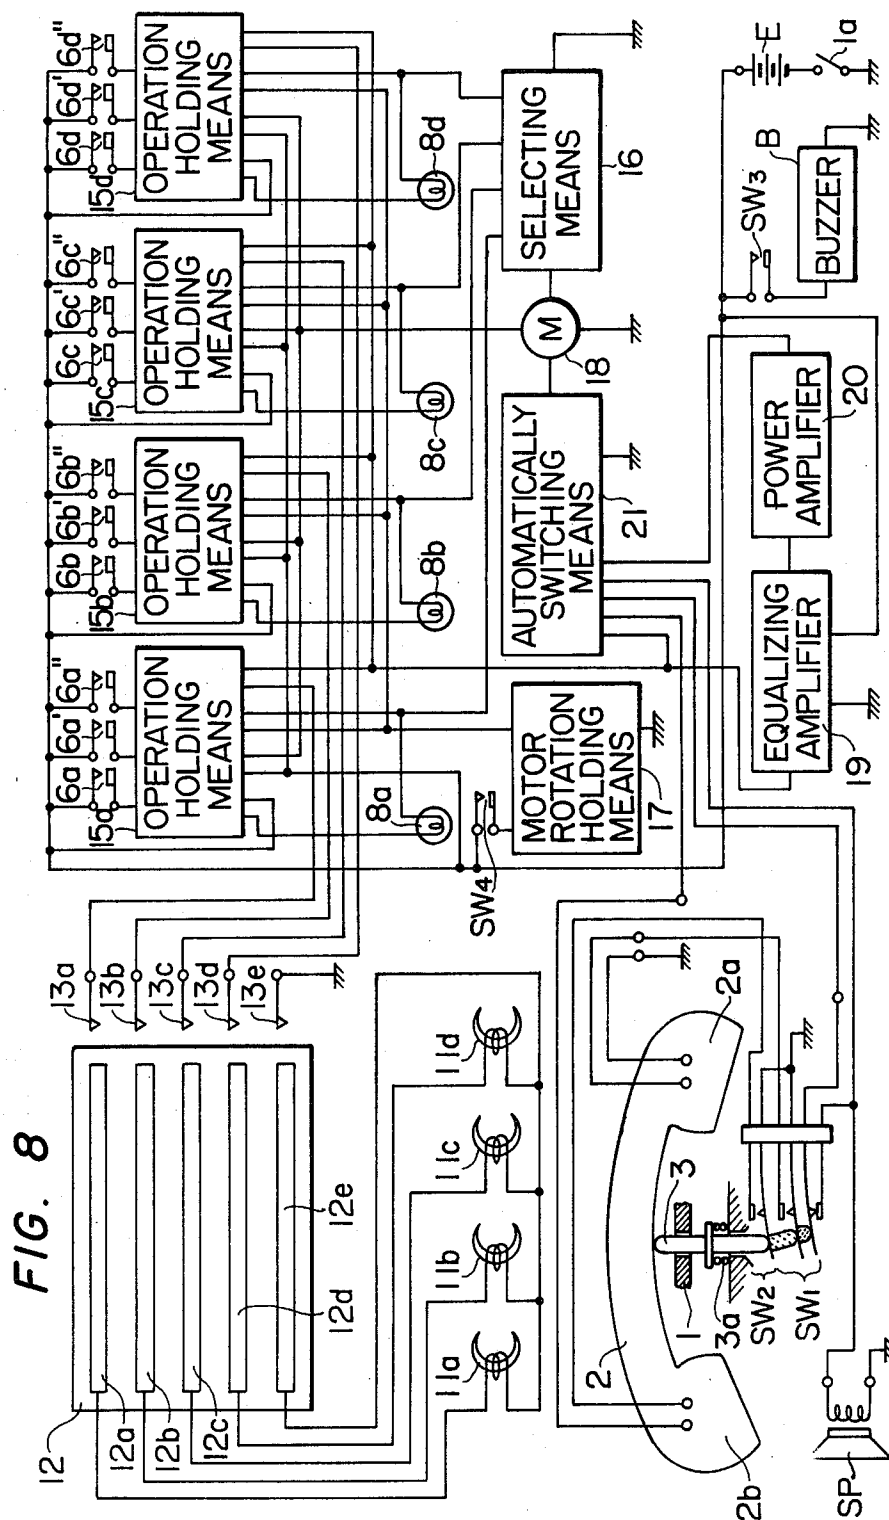 FIG. 8
6a
6a'
6a"
6b
6b'
6b"
6c
6c'
6c"
6d
6d'
6d"
15a
OPERATION
HOLDING
MEANS
15b
OPERATION
HOLDING
MEANS
15c
OPERATION
HOLDING
MEANS
15d
OPERATION
HOLDING
MEANS
13a
13b
13c
13d
13e
8a
8b
8c
8d
12
12a
12b
12c
12d
12e
SW4
MOTOR
ROTATION
HOLDING
MEANS
17
AUTOMATICALLY
SWITCHING
MEANS
21
M
18
SELECTING
MEANS
16
11a
11b
11c
11d
2
2a
2b
1
3
3a
SW2
SW1
SP
EQUALIZING
AMPLIFIER
19
POWER
AMPLIFIER
20
SW3
BUZZER
B
E
1a